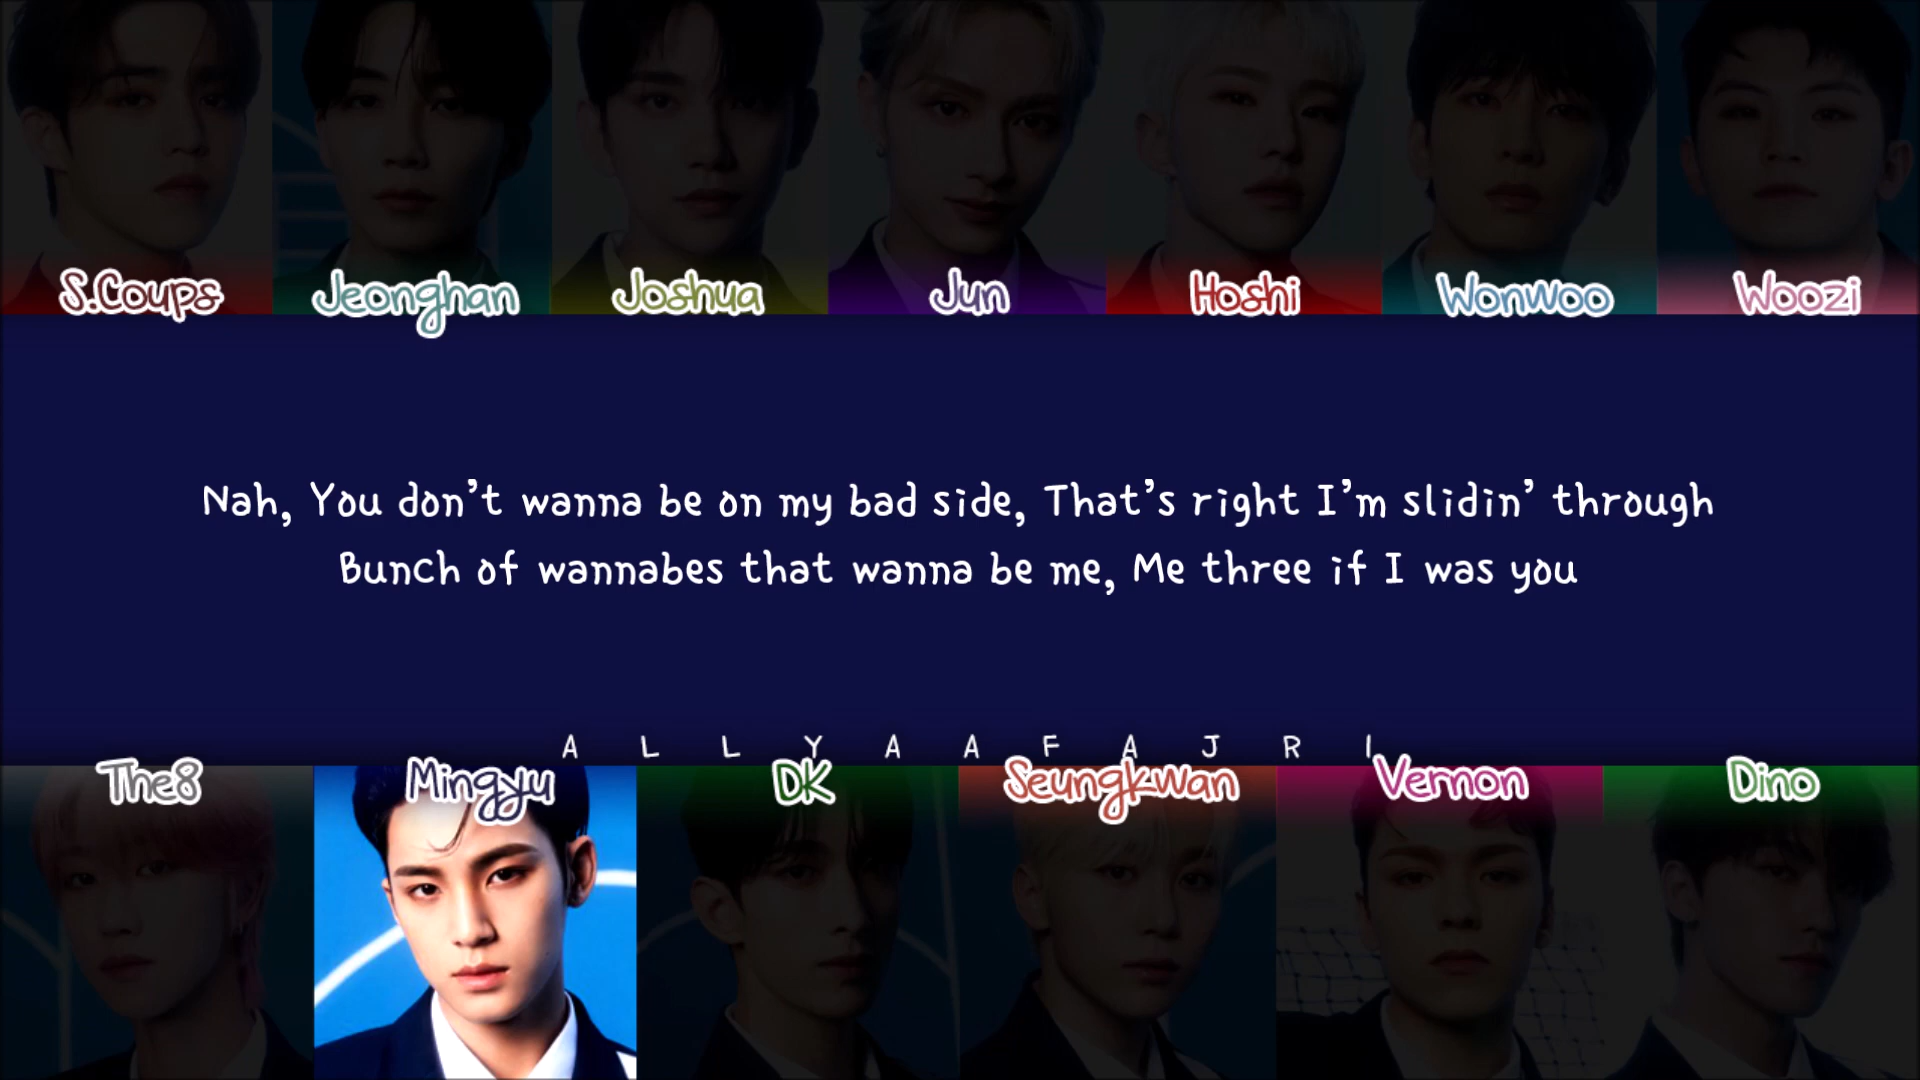 S.Coups Jeonghan Joshua Jun Hoshi Wonwoo Woozi
Nah, You don't wanna be on my bad side, That's right I'm slidin' through
Bunch of wannabes that wanna be me, Me three if I was you
A L L Y A A F A J R I
The8 Mingyu DK Seungkwan Vernon Dino